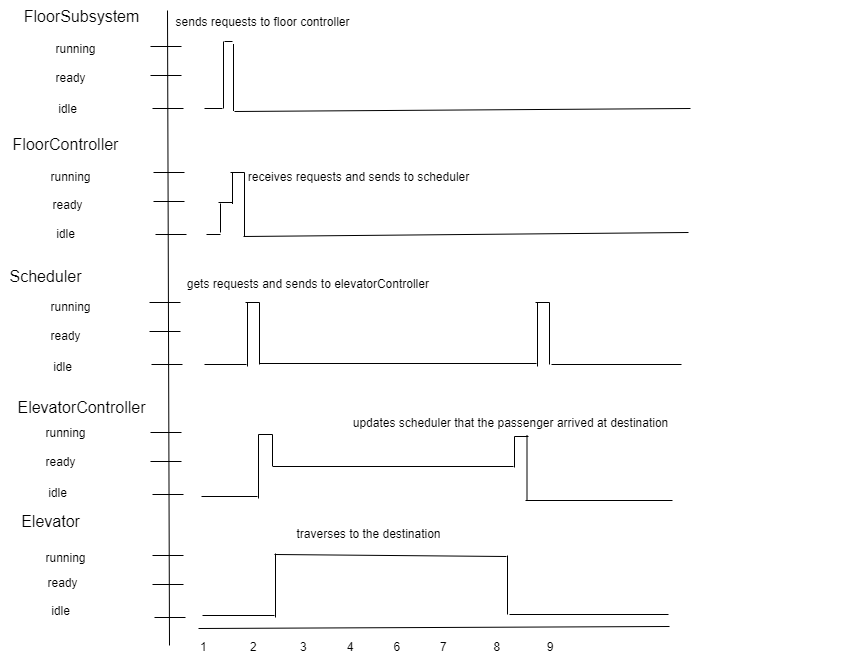 FloorSubsystem
sends requests to floor controller
running
ready
idle
FloorController
running
receives requests and sends to scheduler
ready
idle
Scheduler
gets requests and sends to elevatorController
running
ready
idle
ElevatorController
updates scheduler that the passenger arrived at destination
running
ready
idle
Elevator
traverses to the destination
running
ready
idle
1 2 3 4 6 7 8 9